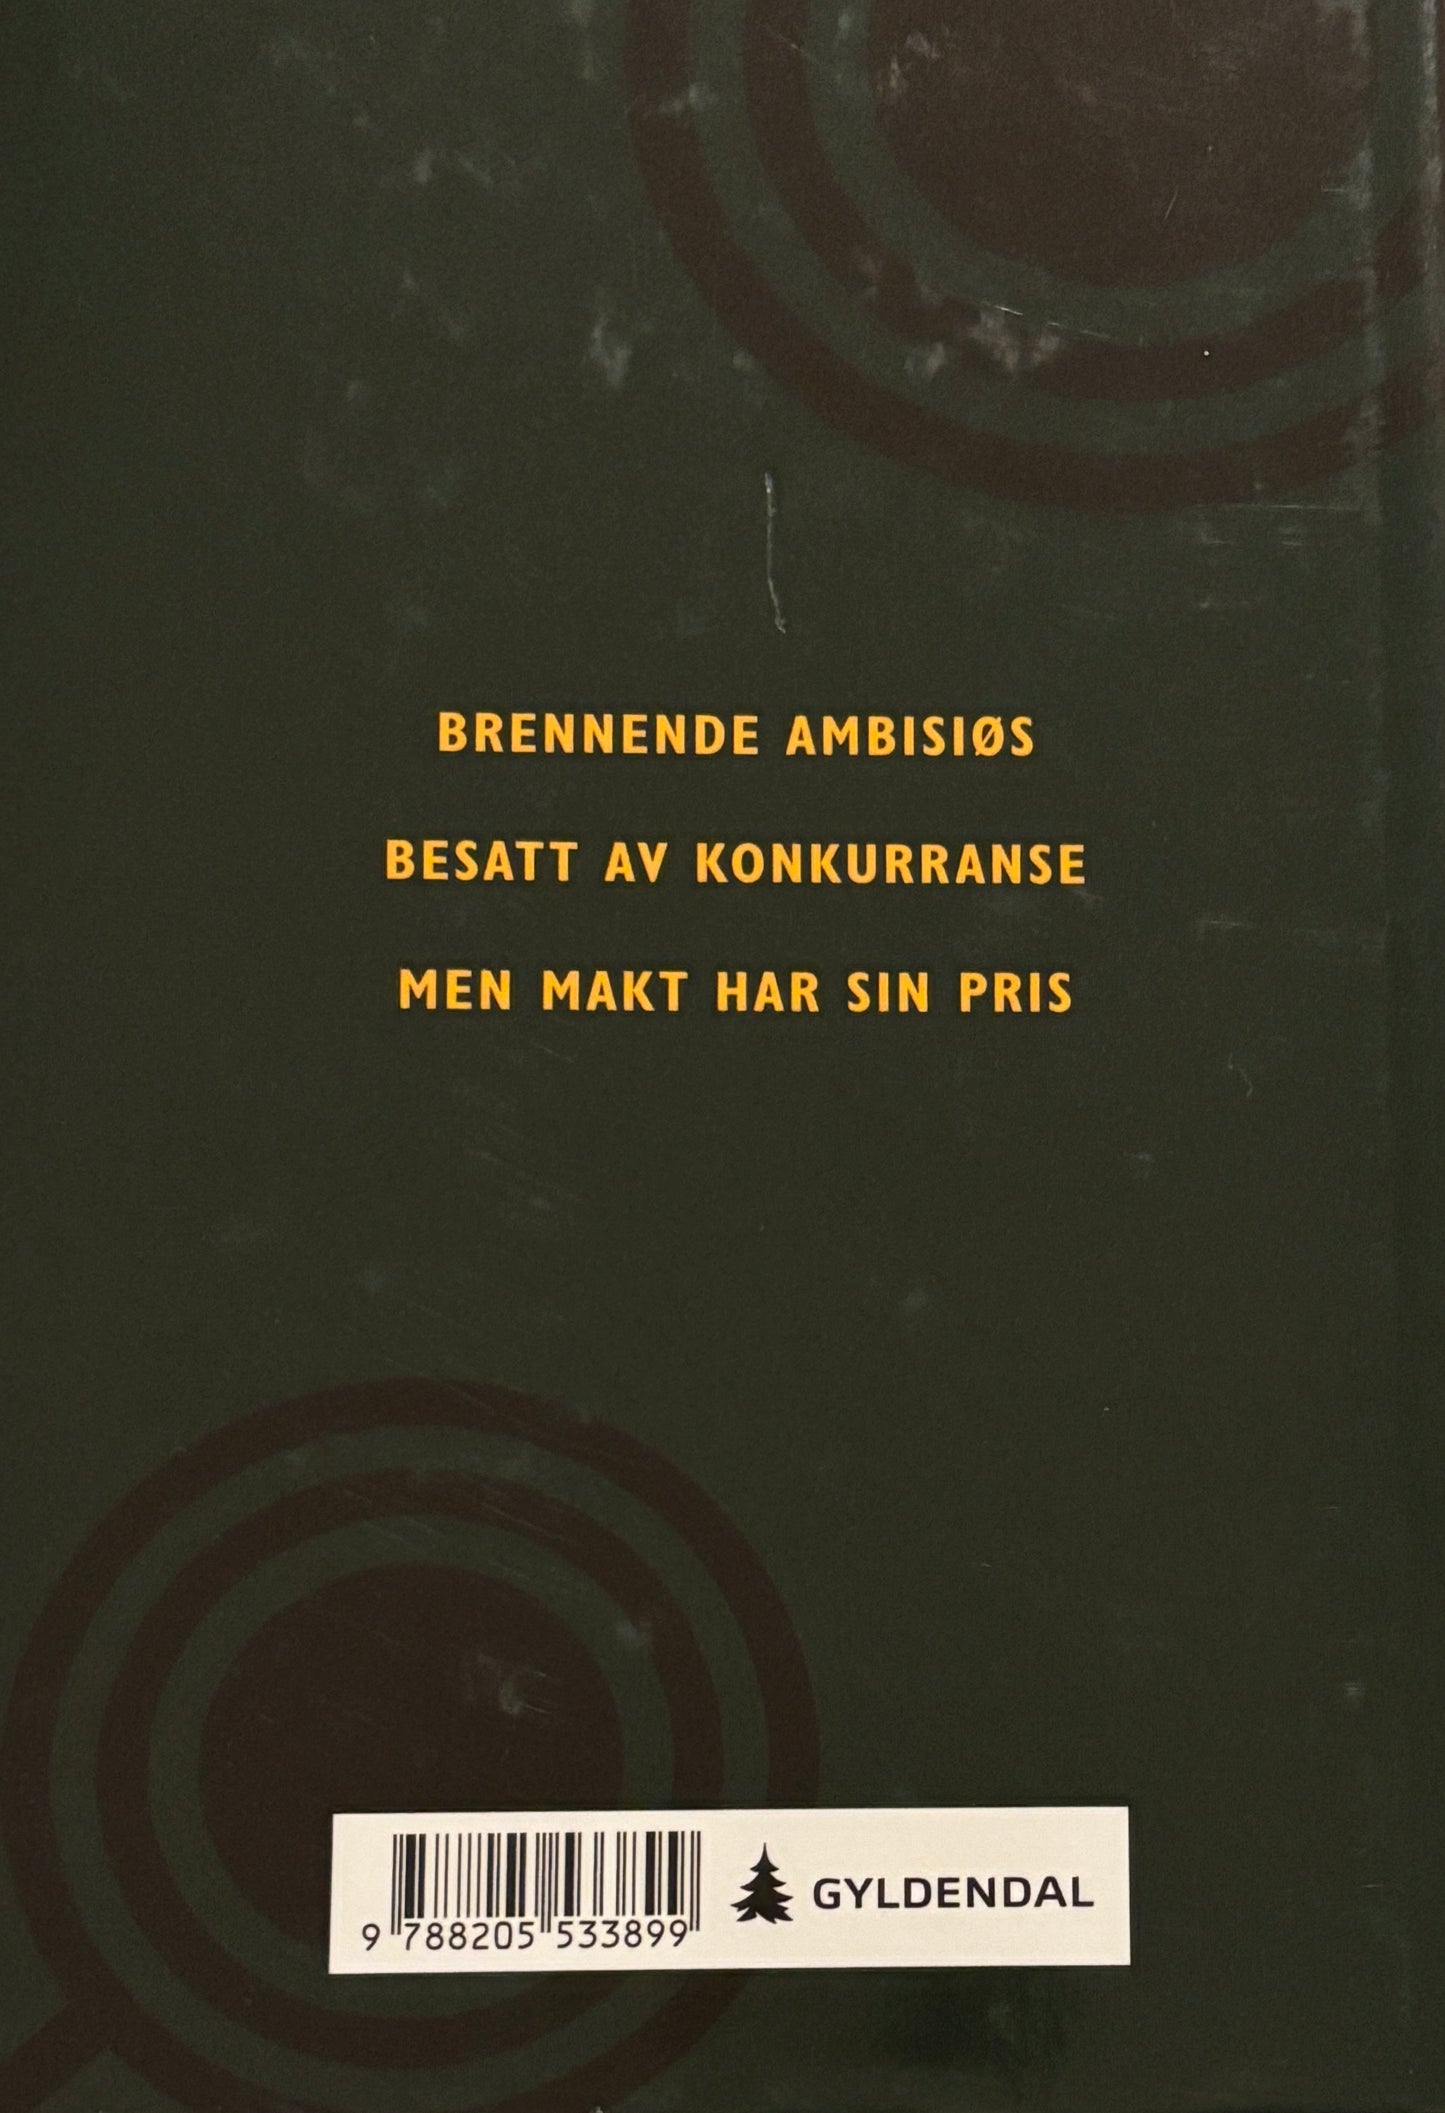 BRENNENDE AMBISIØS
BESATT AV KONKURRANSE
MEN MAKT HAR SIN PRIS
9 788205 533899
GYLDENDAL